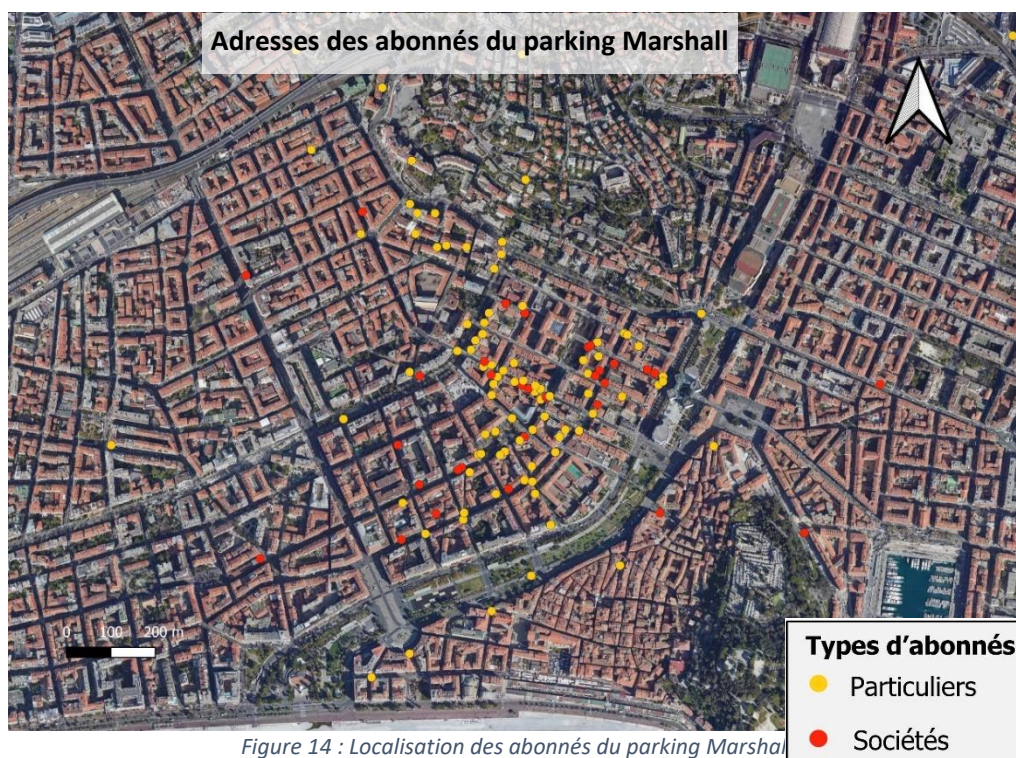 Adresses des abonnés du parking Marshall
0 100 200 m
Types d'abonnés
Particuliers
Sociétés
Figure 14 : Localisation des abonnés du parking Marshal